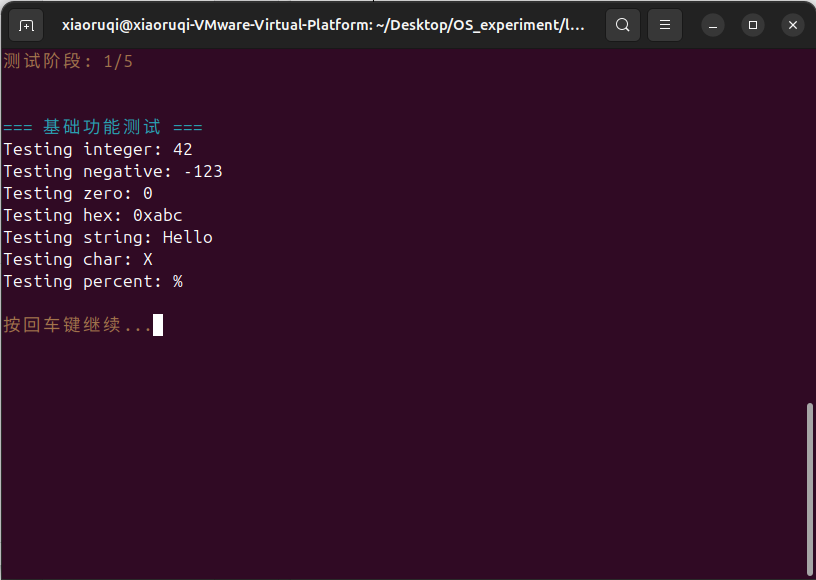 xiaoruqi@xiaoruqi-VMware-Virtual-Platform: ~/Desktop/OS_experiment/l...
测试阶段: 1/5
=== 基础功能测试 ===
Testing integer: 42
Testing negative: -123
Testing zero: 0
Testing hex: 0xabc
Testing string: Hello
Testing char: X
Testing percent: %
按回车键继续...